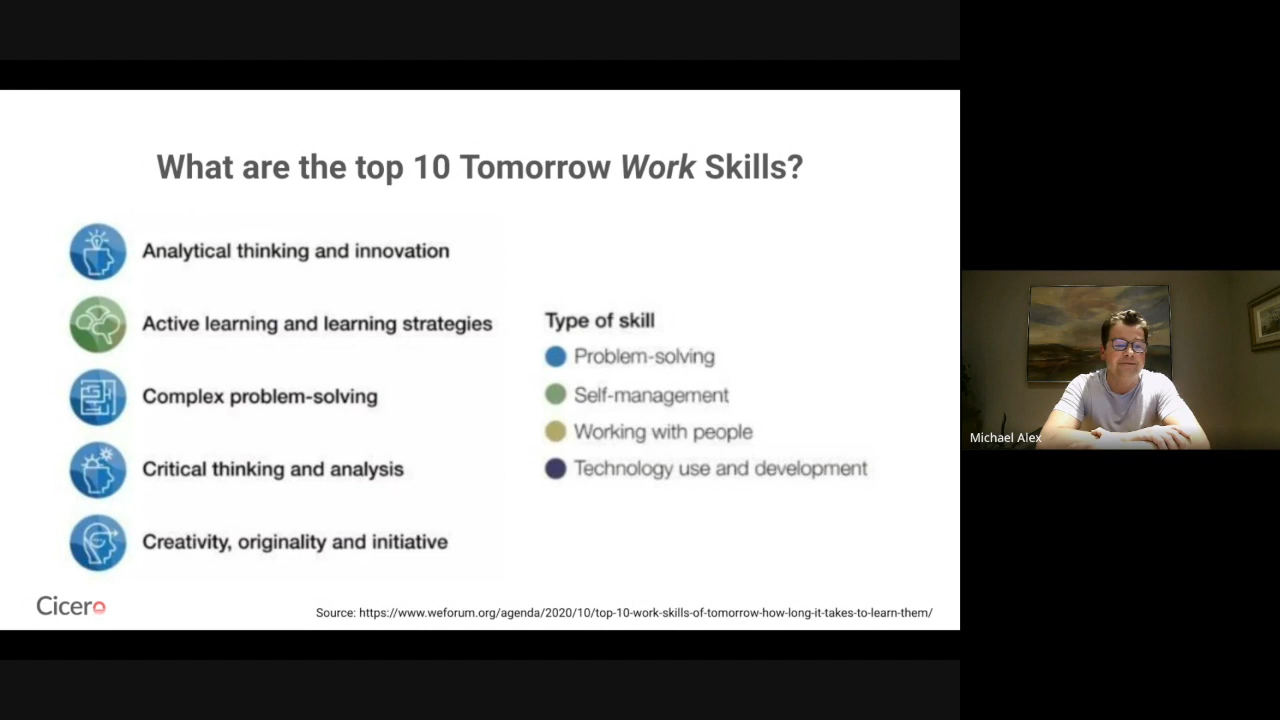 What are the top 10 Tomorrow Work Skills?
Analytical thinking and innovation
Active learning and learning strategies
Complex problem-solving
Critical thinking and analysis
Creativity, originality and initiative
Type of skill
Problem-solving
Self-management
Working with people
Technology use and development
Cicero
Source: https://www.weforum.org/agenda/2020/10/top-10-work-skills-of-tomorrow-how-long-it-takes-to-learn-them/
Michael Alex